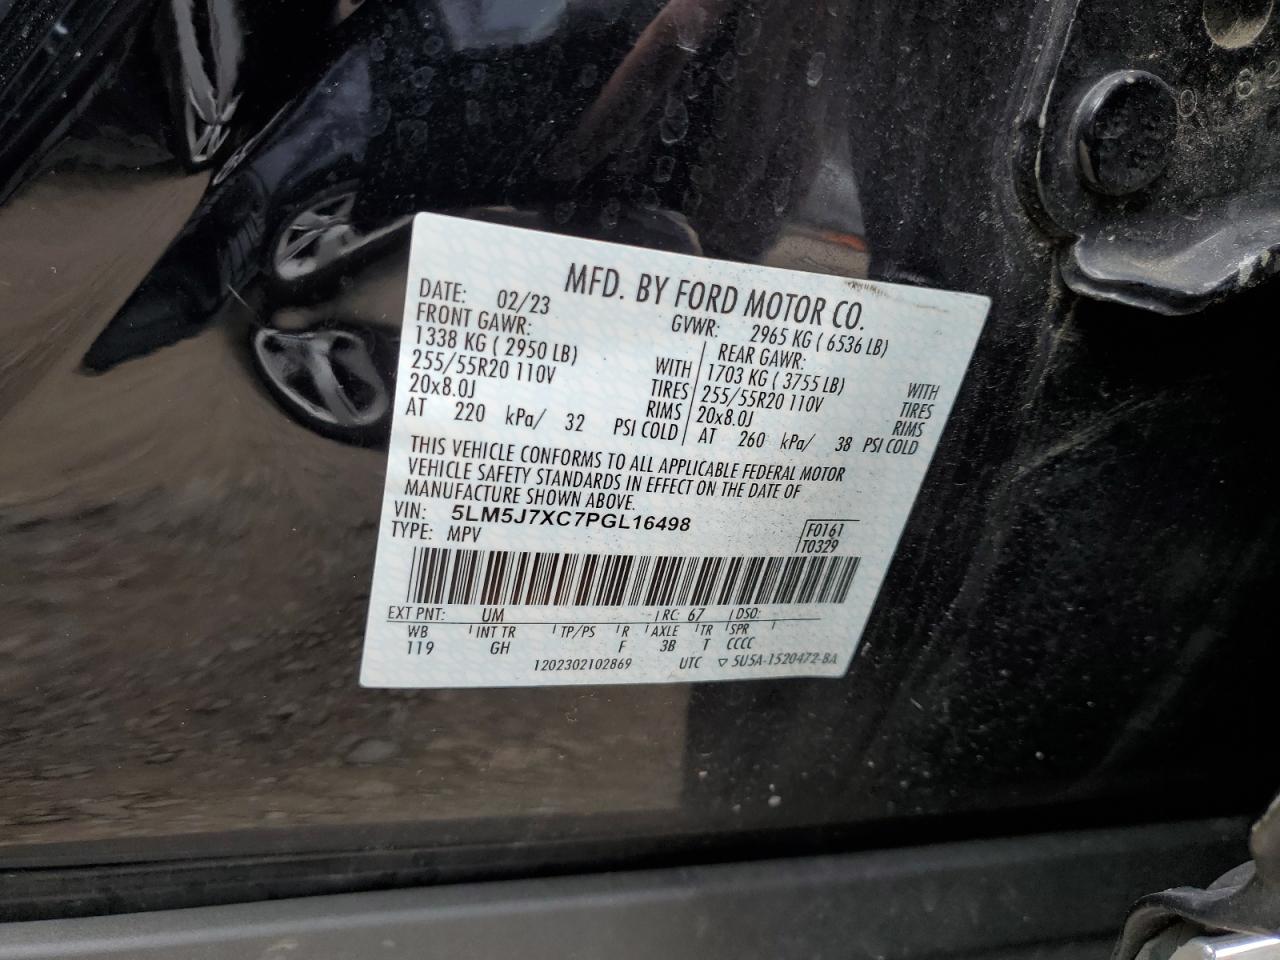 MFD. BY FORD MOTOR CO.
DATE: 02/23 GVWR: 2965 KG ( 6536 LB)
FRONT GAWR: REAR GAWR:
1338 KG ( 2950 LB) WITH 1703 KG ( 3755 LB) WITH
255/55R20 110V TIRES 255/55R20 110V TIRES
20x8.0J RIMS 20x8.0J RIMS
AT 220 kPa/ 32 PSI COLD AT 260 kPa/ 38 PSI COLD
THIS VEHICLE CONFORMS TO ALL APPLICABLE FEDERAL MOTOR
VEHICLE SAFETY STANDARDS IN EFFECT ON THE DATE OF
MANUFACTURE SHOWN ABOVE.
VIN: 5LM5J7XC7PGL16498 F0161
TYPE: MPV T0329
EXT PNT: UM RC: 67 DSO:
WB INT TR TP/PS R AXLE TR SPR
119 GH F 3B T CCCC
1202302102869 UTC ▽ 5U5A-1520472-BA